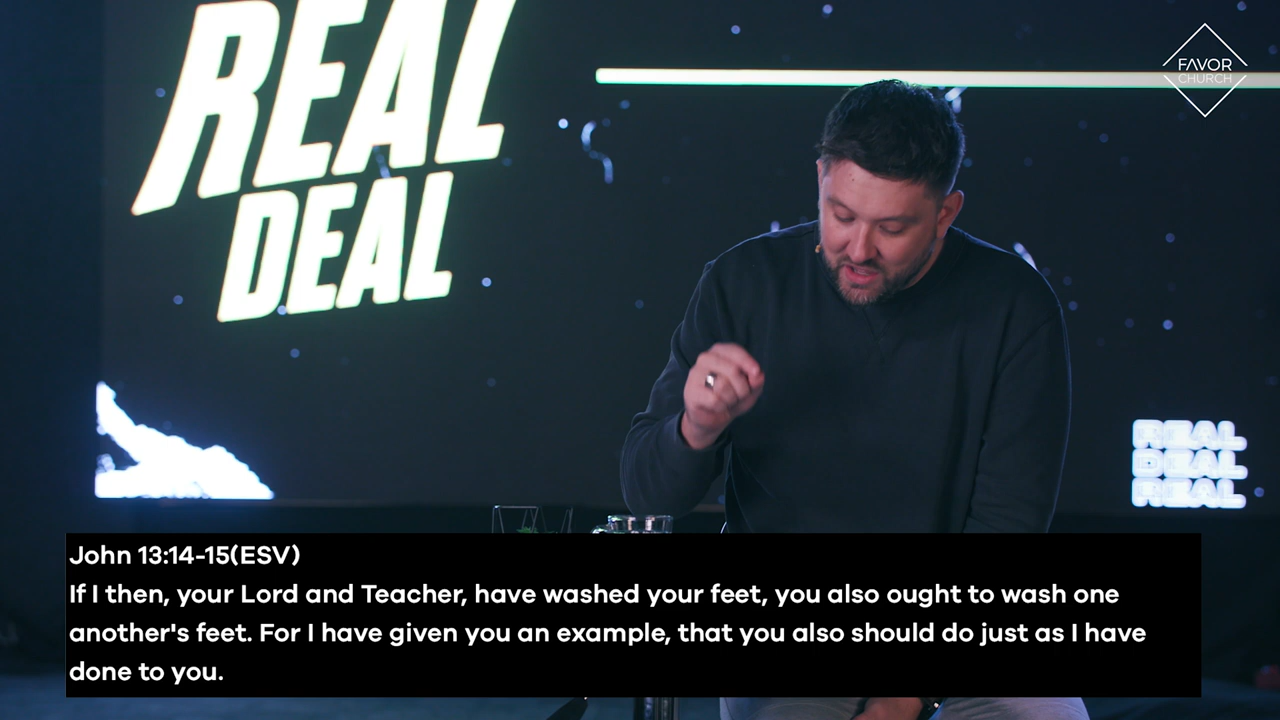 REAL
DEAL
FAVOR
CHURCH
REAL
DEAL
REAL
John 13:14-15(ESV)
If I then, your Lord and Teacher, have washed your feet, you also ought to wash one
another's feet. For I have given you an example, that you also should do just as I have
done to you.